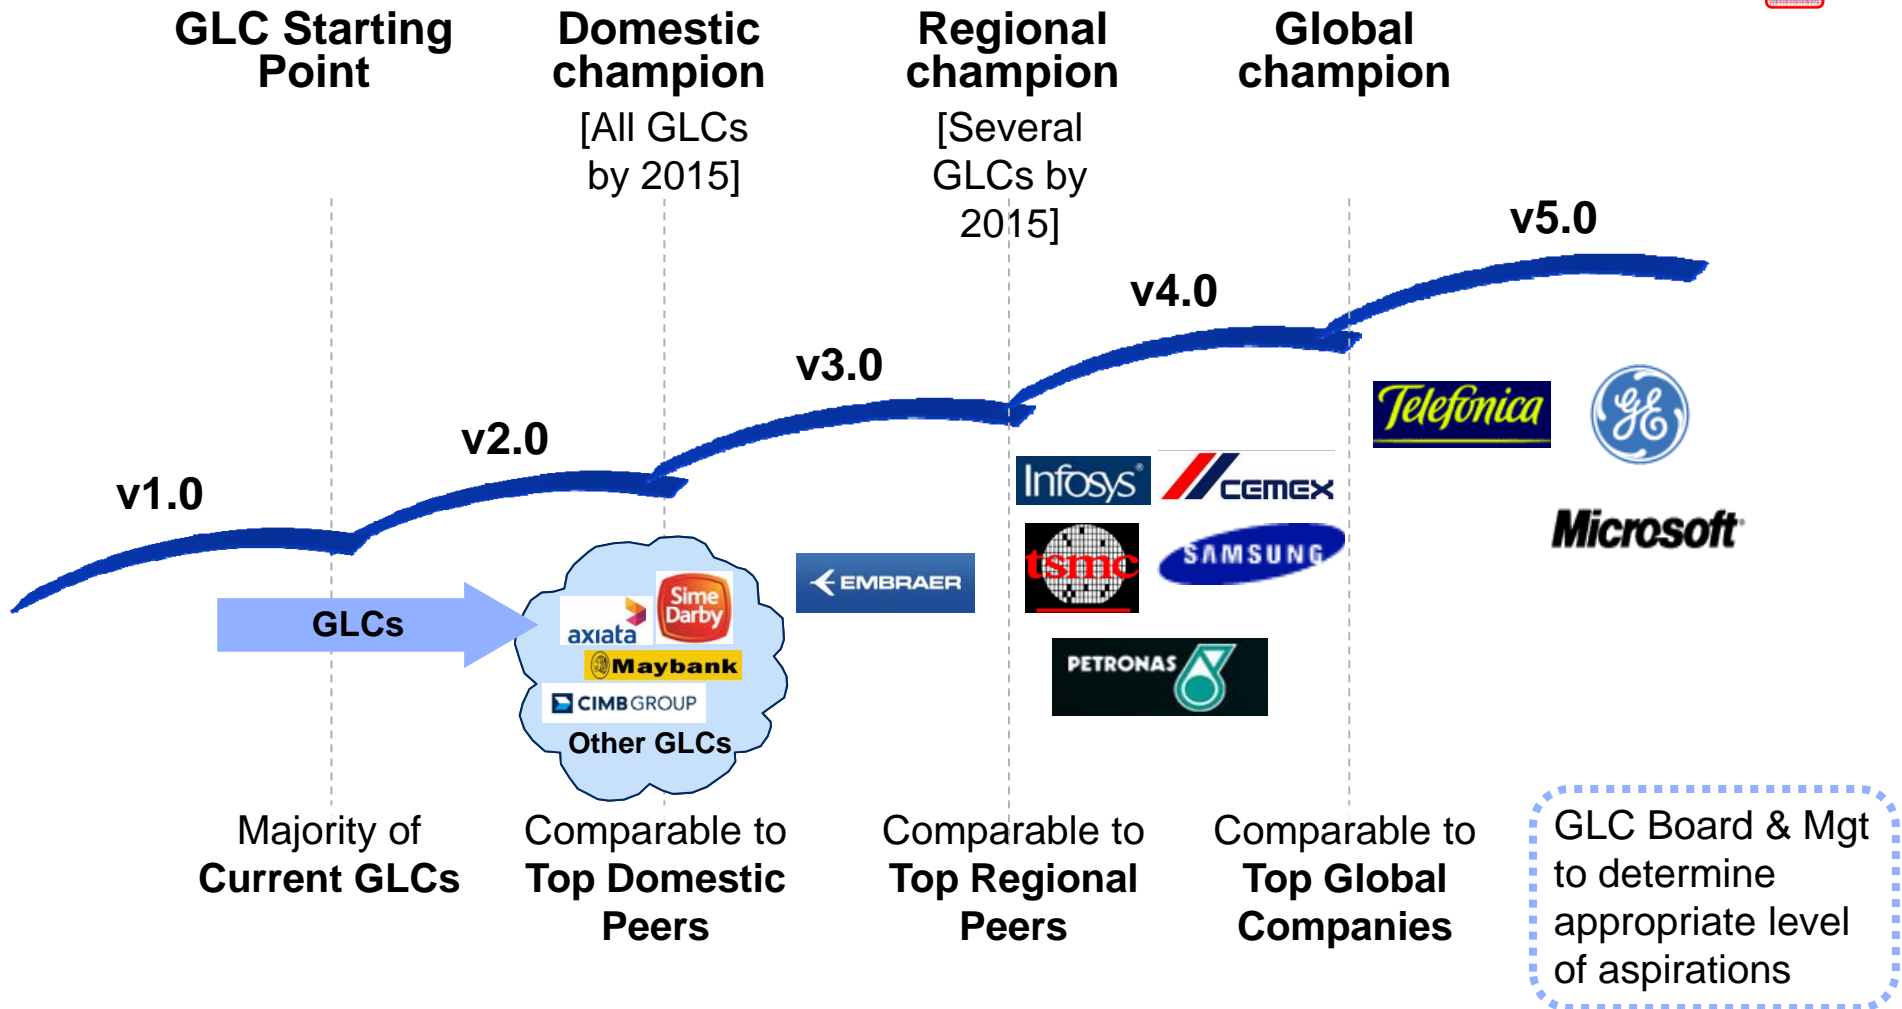 GLC Starting
Point
Domestic
champion
[All GLCs
by 2015]
Regional
champion
[Several
GLCs by
2015]
Global
champion
v1.0
v2.0
v3.0
v4.0
v5.0
GLCs
axiata
Sime
Darby
Maybank
CIMB GROUP
Other GLCs
EMBRAER
Infosys®
CEMEX
tsmc
SAMSUNG
PETRONAS
Telefónica
GE
Microsoft
Majority of
Current GLCs
Comparable to
Top Domestic
Peers
Comparable to
Top Regional
Peers
Comparable to
Top Global
Companies
GLC Board & Mgt
to determine
appropriate level
of aspirations